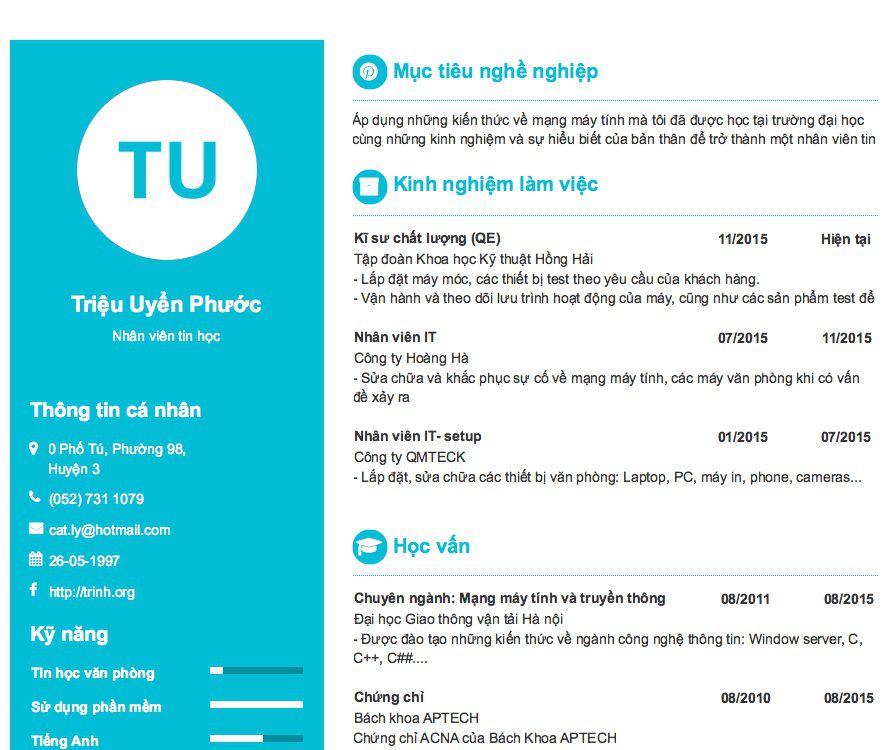 TU
Triệu Uyển Phước
Nhân viên tin học
Thông tin cá nhân
0 Phố Tú, Phường 98,
Huyện 3
(052) 731 1079
cat.ly@hotmail.com
26-05-1997
http://trinh.org
Kỹ năng
Tin học văn phòng
Sử dụng phần mềm
Tiếng Anh
Mục tiêu nghề nghiệp
Áp dụng những kiến thức về mạng máy tính mà tôi đã được học tại trường đại học
cùng những kinh nghiệm và sự hiểu biết của bản thân để trở thành một nhân viên tin
Kinh nghiệm làm việc
Kĩ sư chất lượng (QE) 11/2015 Hiện tại
Tập đoàn Khoa học Kỹ thuật Hồng Hải
- Lắp đặt máy móc, các thiết bị test theo yêu cầu của khách hàng.
- Vận hành và theo dõi lưu trình hoạt động của máy, cũng như các sản phẩm test để
Nhân viên IT 07/2015 11/2015
Công ty Hoàng Hà
- Sửa chữa và khắc phục sự cố về mạng máy tính, các máy văn phòng khi có vấn
đề xảy ra
Nhân viên IT- setup 01/2015 07/2015
Công ty QMTECK
- Lắp đặt, sửa chữa các thiết bị văn phòng: Laptop, PC, máy in, phone, cameras...
Học vấn
Chuyên ngành: Mạng máy tính và truyền thông 08/2011 08/2015
Đại học Giao thông vận tải Hà nội
- Được đào tạo những kiến thức về ngành công nghệ thông tin: Window server, C,
C++, C##....
Chứng chỉ 08/2010 08/2015
Bách khoa APTECH
Chứng chỉ ACNA của Bách Khoa APTECH